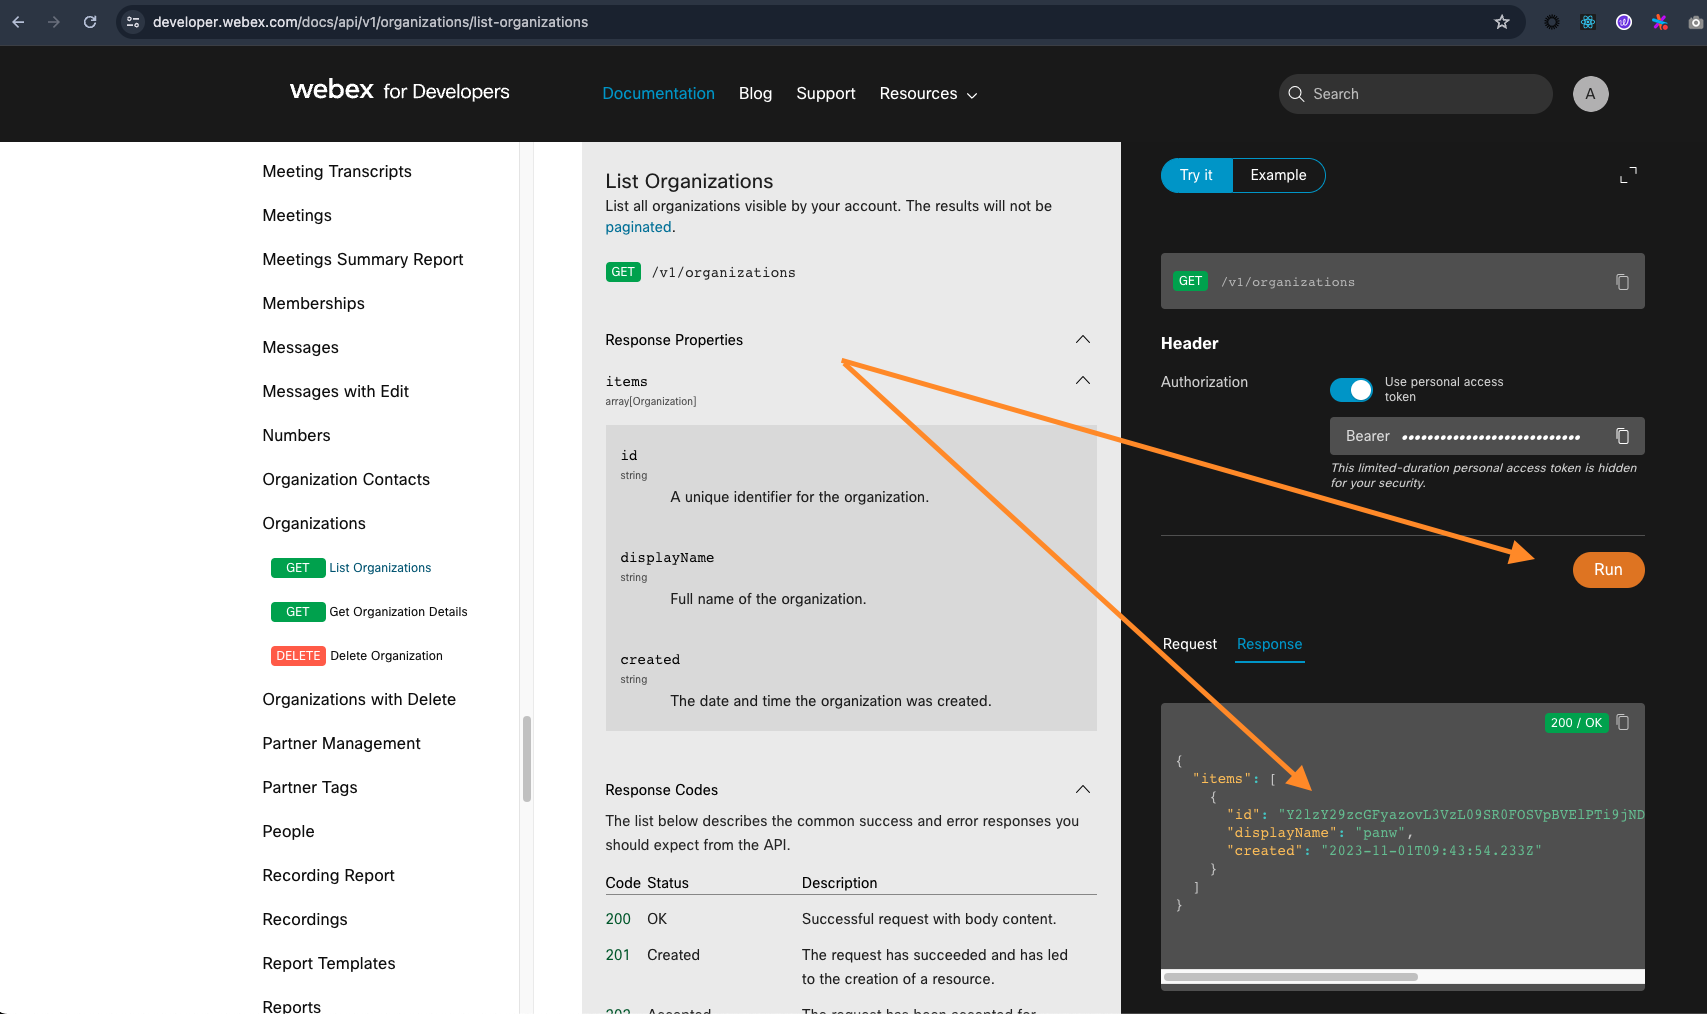 developer.webex.com/docs/api/v1/organizations/list-organizations
webex for Developers
Documentation
Blog
Support
Resources
Search
A
Meeting Transcripts
Meetings
Meetings Summary Report
Memberships
Messages
Messages with Edit
Numbers
Organization Contacts
Organizations
GET List Organizations
GET Get Organization Details
DELETE Delete Organization
Organizations with Delete
Partner Management
Partner Tags
People
Recording Report
Recordings
Report Templates
Reports
List Organizations
List all organizations visible by your account. The results will not be
paginated.
GET /v1/organizations
Response Properties
items
array[Organization]
id
string
A unique identifier for the organization.
displayName
string
Full name of the organization.
created
string
The date and time the organization was created.
Response Codes
The list below describes the common success and error responses you
should expect from the API.
Code Status Description
200 OK Successful request with body content.
201 Created The request has succeeded and has led
to the creation of a resource.
202 Accepted The request has been accepted for
Try it
Example
GET /v1/organizations
Header
Authorization
Use personal access
token
Bearer ••••••••••••••••••••••••••••
This limited-duration personal access token is hidden
for your security.
Run
Request
Response
200 / OK
{
"items": [
{
"id": "Y2lzY29zcGFyazovL3VzL09SR0FOSVpBVElPTi9jND
"displayName": "panw",
"created": "2023-11-01T09:43:54.233Z"
}
]
}